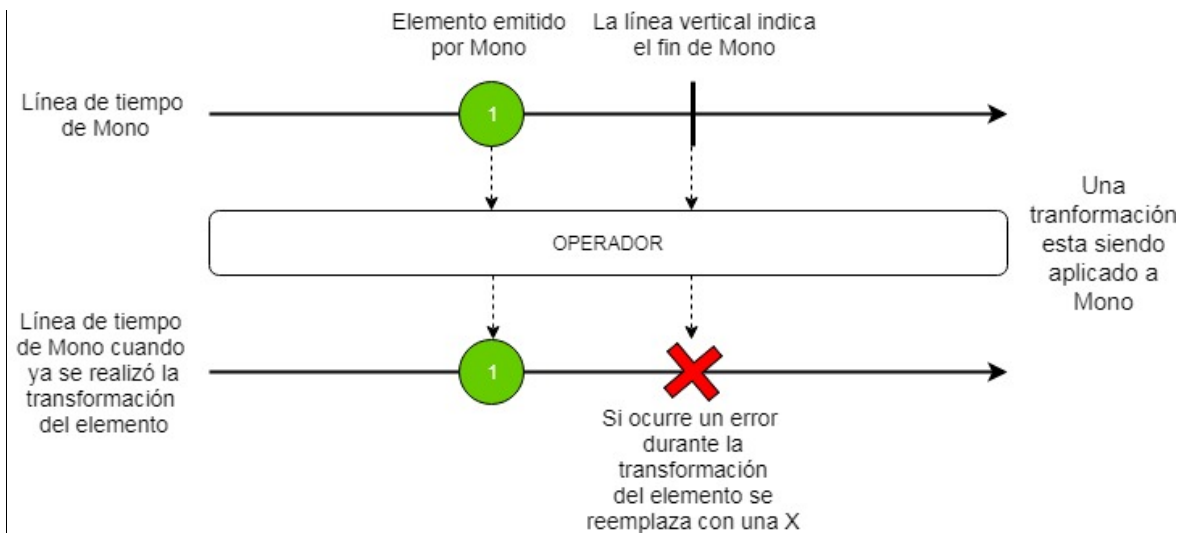 Elemento emitido
por Mono
La línea vertical indica
el fin de Mono
Línea de tiempo
de Mono
1
Una
tranformación
esta siendo
aplicado a
Mono
OPERADOR
Línea de tiempo
de Mono cuando
ya se realizó la
transformación
del elemento
1
Si ocurre un error
durante la
transformación
del elemento se
reemplaza con una X